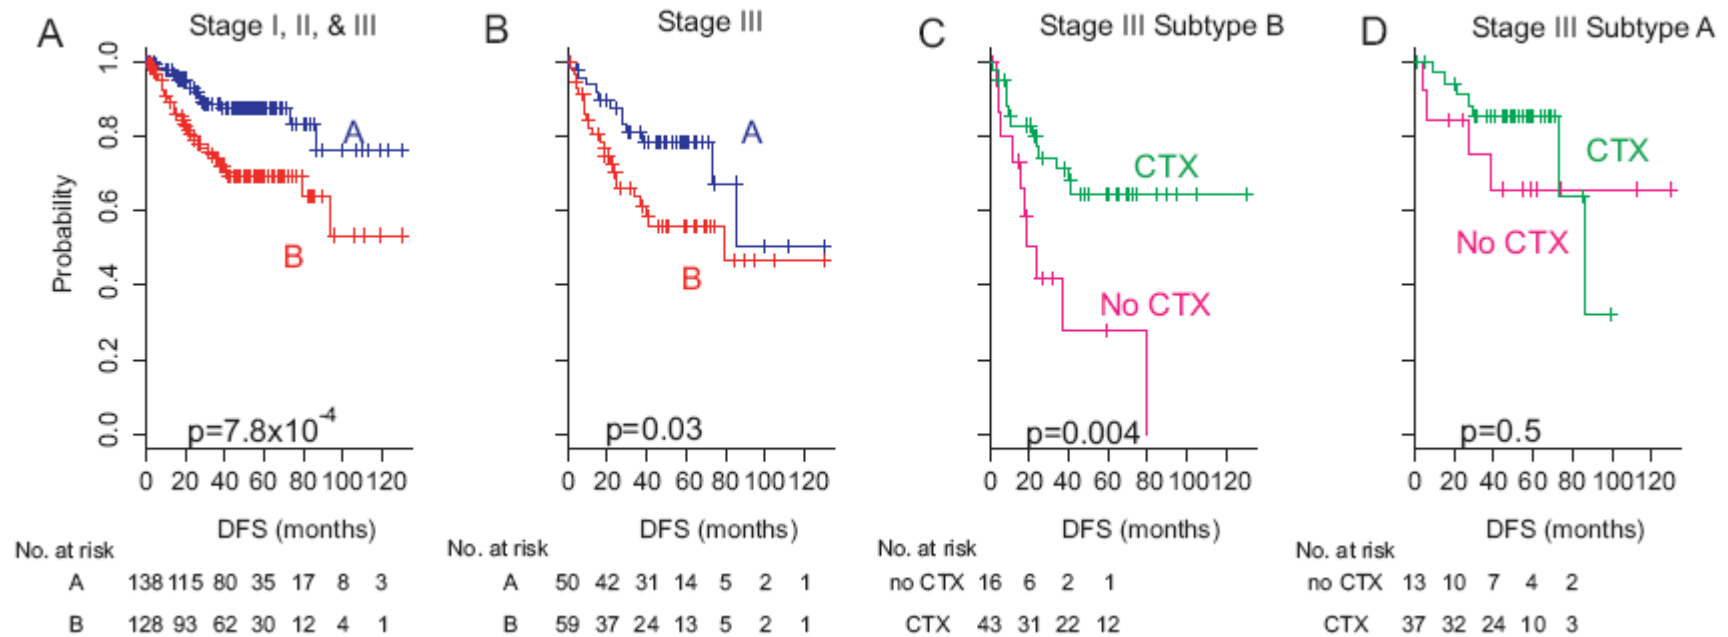 A
Stage I, II, & III
B
Stage III
C
Stage III Subtype B
D
Stage III Subtype A
Probability
1.0
0.8
0.6
0.4
0.2
0.0
A
B
p=7.8x10-4
0 20 40 60 80 100 120
DFS (months)
A
B
p=0.03
0 20 40 60 80 100 120
DFS (months)
CTX
No CTX
p=0.004
0 20 40 60 80 100 120
DFS (months)
CTX
No CTX
p=0.5
0 20 40 60 80 100 120
DFS (months)
No. at risk
A 138 115 80 35 17 8 3
B 128 93 62 30 12 4 1
No. at risk
A 50 42 31 14 5 2 1
B 59 37 24 13 5 2 1
No. at risk
no CTX 16 6 2 1
CTX 43 31 22 12
No. at risk
no CTX 13 10 7 4 2
CTX 37 32 24 10 3